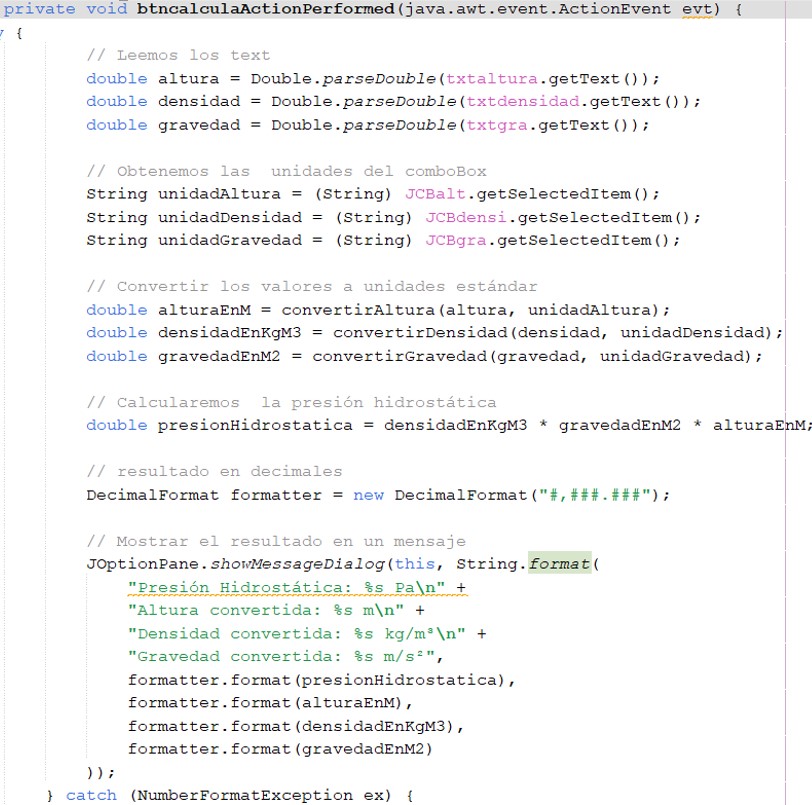 private void btncalculaActionPerformed(java.awt.event.ActionEvent evt) {
y {
// Leemos los text
double altura = Double.parseDouble(txtaltura.getText());
double densidad = Double.parseDouble(txtdensidad.getText());
double gravedad = Double.parseDouble(txtgra.getText());
// Obtenemos las  unidades del comboBox
String unidadAltura = (String) JCBalt.getSelectedItem();
String unidadDensidad = (String) JCBdensi.getSelectedItem();
String unidadGravedad = (String) JCBgra.getSelectedItem();
// Convertir los valores a unidades estándar
double alturaEnM = convertirAltura(altura, unidadAltura);
double densidadEnKgM3 = convertirDensidad(densidad, unidadDensidad);
double gravedadEnM2 = convertirGravedad(gravedad, unidadGravedad);
// Calcularemos  la presión hidrostática
double presionHidrostatica = densidadEnKgM3 * gravedadEnM2 * alturaEnM;
// resultado en decimales
DecimalFormat formatter = new DecimalFormat("#,###.###");
// Mostrar el resultado en un mensaje
JOptionPane.showMessageDialog(this, String.format(
"Presión Hidrostática: %s Pa\n" +
"Altura convertida: %s m\n" +
"Densidad convertida: %s kg/m³\n" +
"Gravedad convertida: %s m/s²",
formatter.format(presionHidrostatica),
formatter.format(alturaEnM),
formatter.format(densidadEnKgM3),
formatter.format(gravedadEnM2)
));
} catch (NumberFormatException ex) {